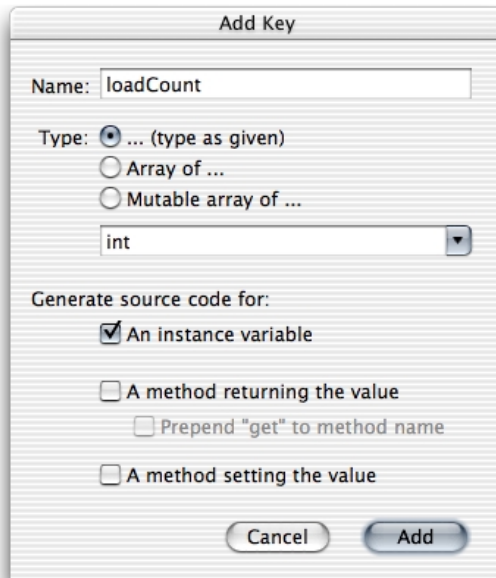 Add Key
Name: loadCount
Type: ... (type as given)
Array of ...
Mutable array of ...
int
Generate source code for:
An instance variable
A method returning the value
Prepend "get" to method name
A method setting the value
Cancel Add